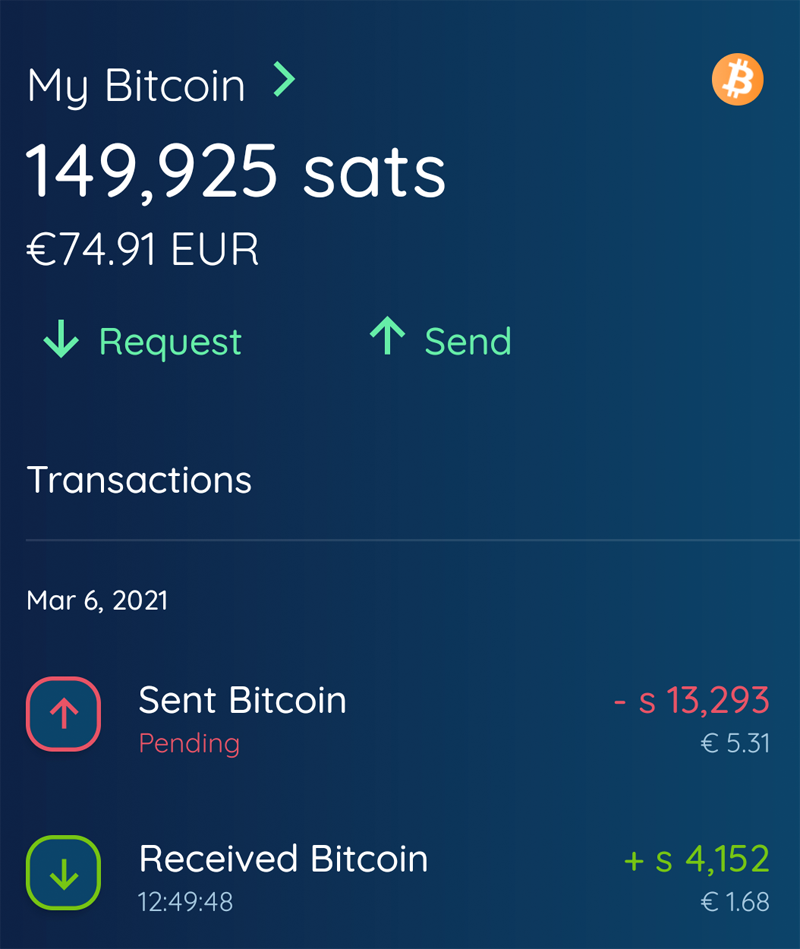 My Bitcoin
149,925 sats
€74.91 EUR
Request
Send
Transactions
Mar 6, 2021
Sent Bitcoin
- s 13,293
Pending
€ 5.31
Received Bitcoin
+ s 4,152
12:49:48
€ 1.68